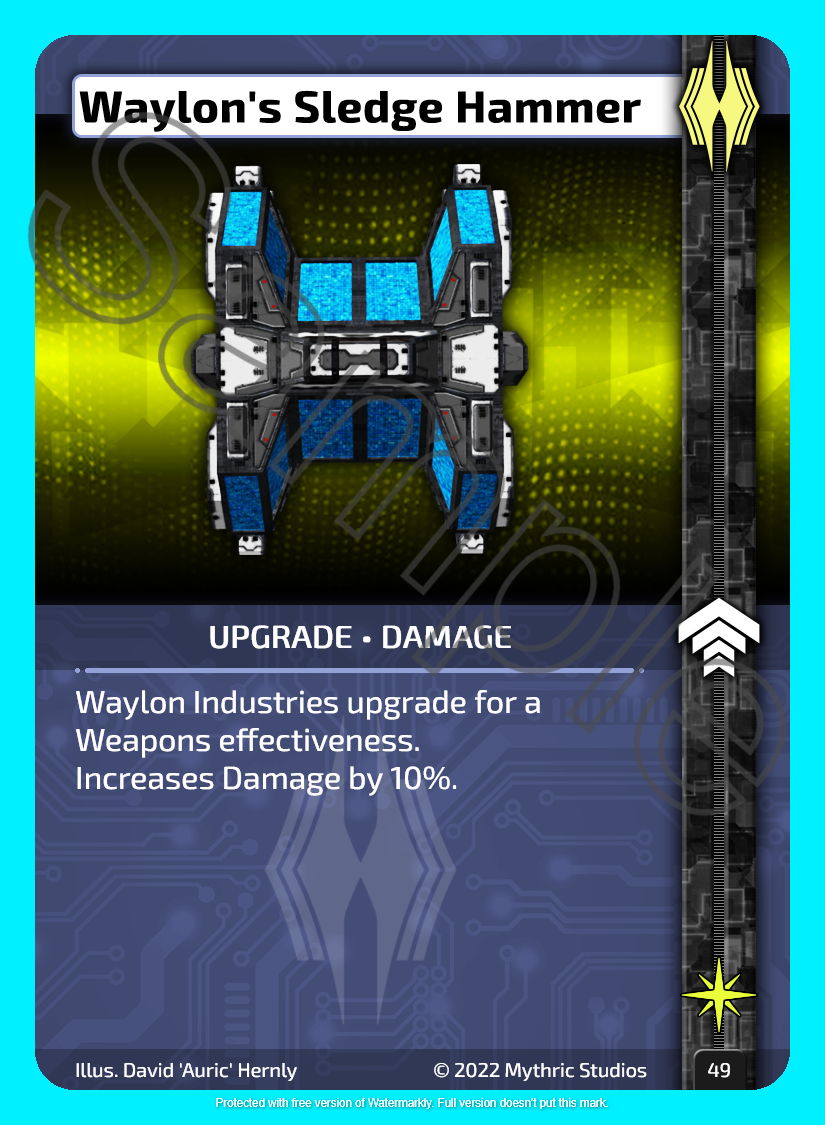 Waylon's Sledge Hammer
UPGRADE • DAMAGE
Waylon Industries upgrade for a
Weapons effectiveness.
Increases Damage by 10%.
Illus. David 'Auric' Hernly
© 2022 Mythric Studios
49
Sample
Protected with free version of Watermarkly. Full version doesn't put this mark.